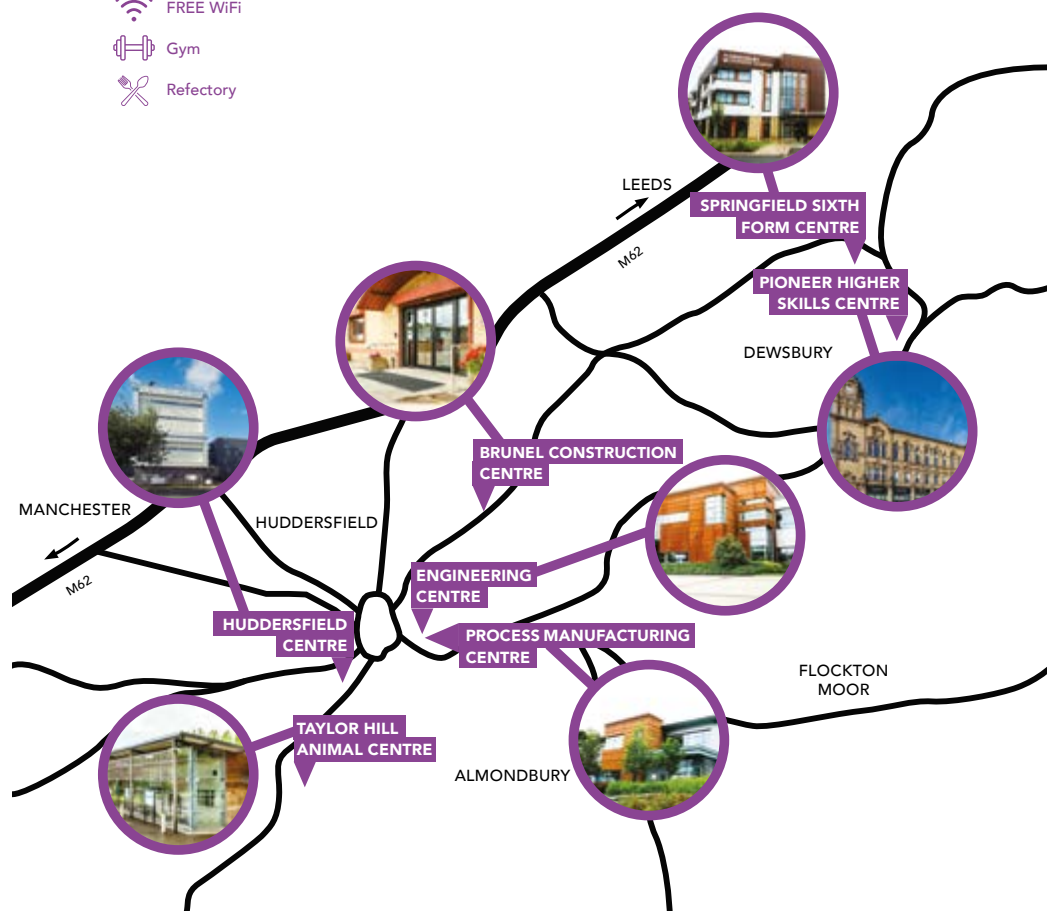 FREE WiFi
Gym
Refectory
LEEDS
M62
SPRINGFIELD SIXTH
FORM CENTRE
PIONEER HIGHER
SKILLS CENTRE
DEWSBURY
BRUNEL CONSTRUCTION
CENTRE
MANCHESTER
M62
HUDDERSFIELD
ENGINEERING
CENTRE
HUDDERSFIELD
CENTRE
PROCESS MANUFACTURING
CENTRE
FLOCKTON
MOOR
TAYLOR HILL
ANIMAL CENTRE
ALMONDBURY